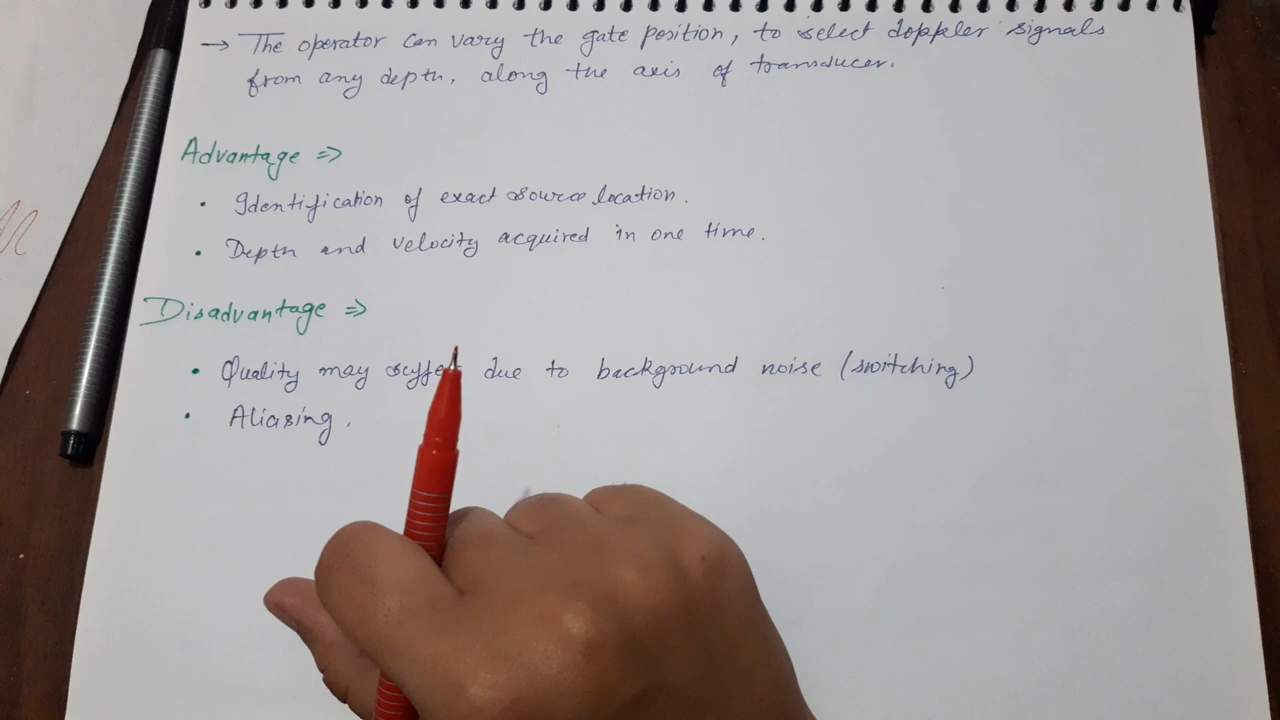 → The operator can vary the gate position, to select doppler signals
from any depth, along the axis of transducer.
Advantage ⇒
• Identification of exact source location.
• Depth and velocity acquired in one time.
Disadvantage ⇒
• Quality may suffer due to background noise (switching)
• Aliasing.